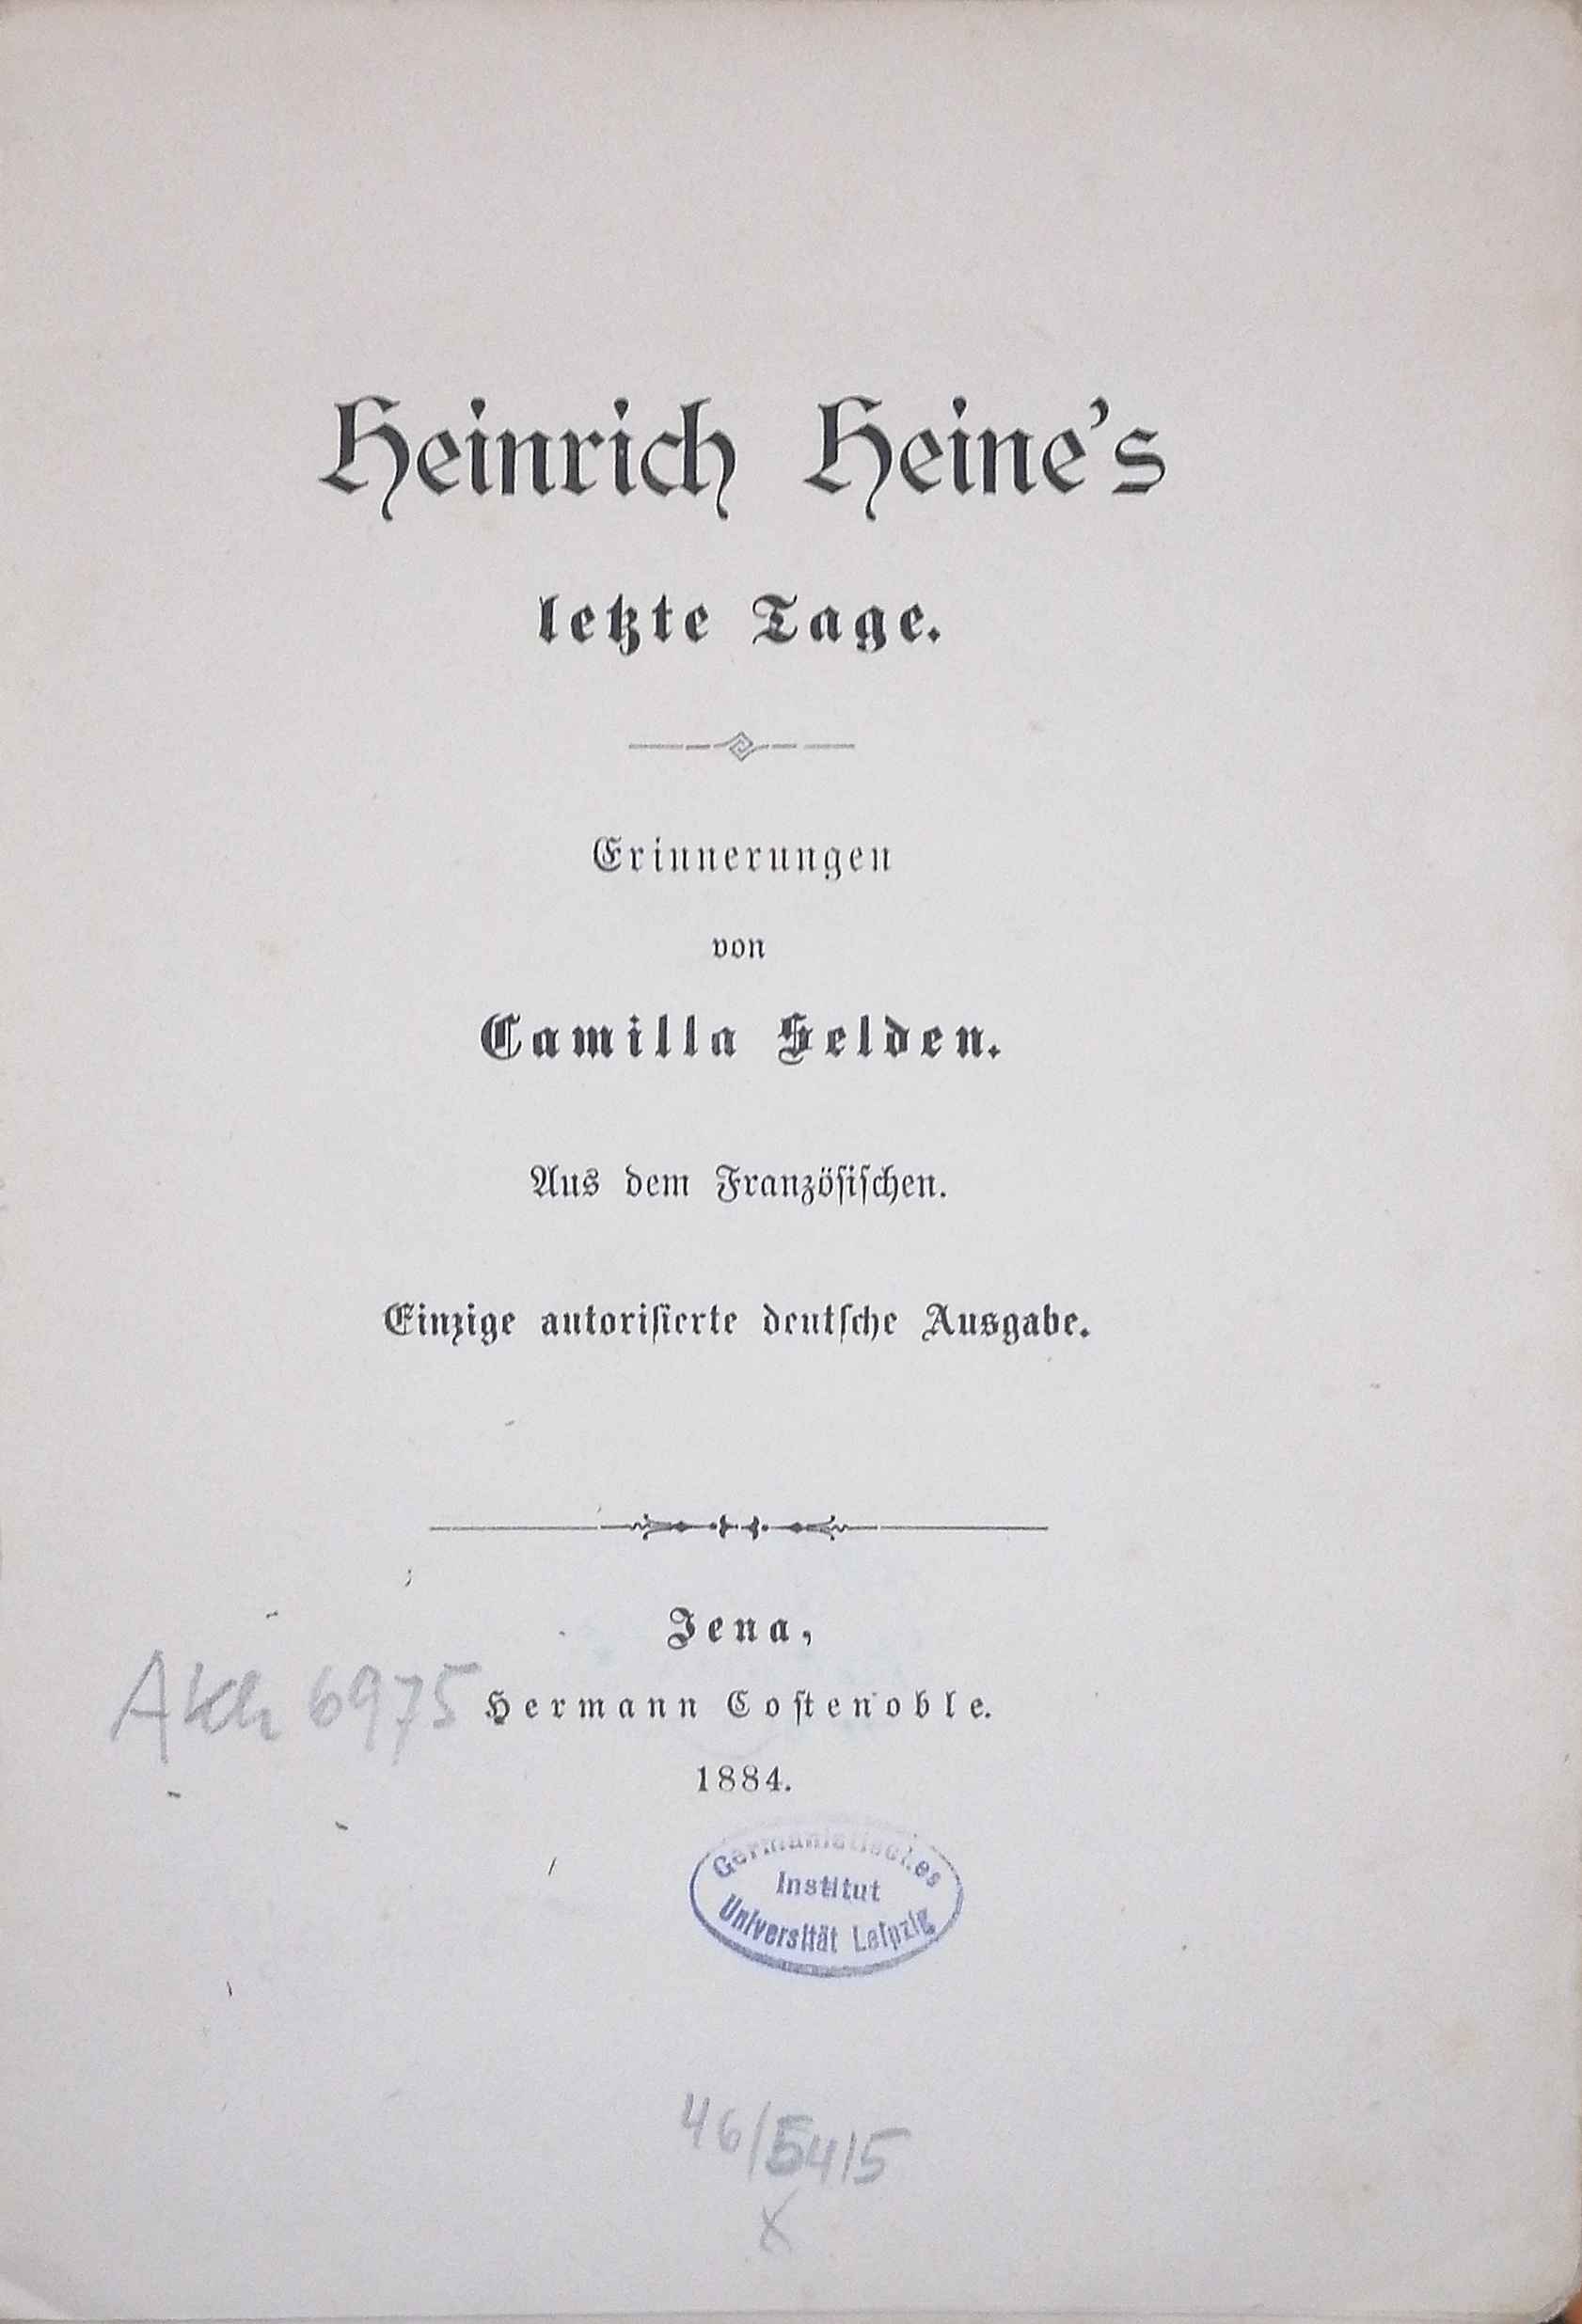 Heinrich Heine's
letzte Tage.
Erinnerungen
von
Camilla Selden.
Aus dem Französischen.
Einzige autorisierte deutsche Ausgabe.
Jena,
Hermann Costenoble.
1884.
6975
Germanistisches
Institut
Universität Leipzig
46/5415
x